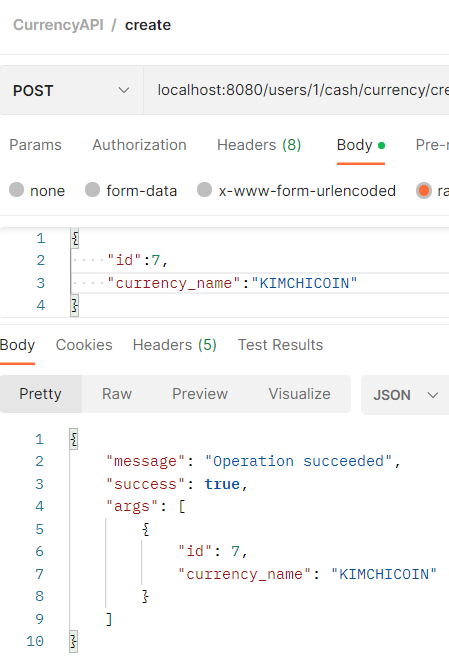 CurrencyAPI / create
POST localhost:8080/users/1/cash/currency/cre
Params Authorization Headers (8) Body Pre-r
none form-data x-www-form-urlencoded ra
1 {
2 "id":7,
3 "currency_name":"KIMCHICOIN"
4 }
Body Cookies Headers (5) Test Results
Pretty Raw Preview Visualize JSON
1 {
2 "message": "Operation succeeded",
3 "success": true,
4 "args": [
5 {
6 "id": 7,
7 "currency_name": "KIMCHICOIN"
8 }
9 ]
10 }